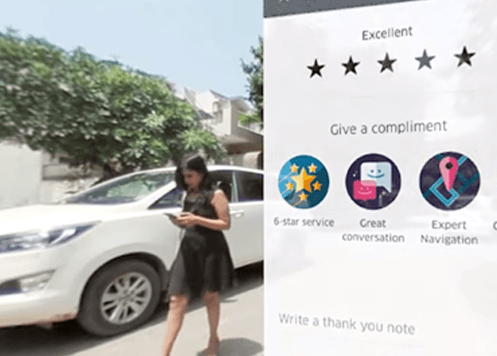 Excellent
Give a compliment
6-star service
Great
conversation
Expert
Navigation
Write a thank you note